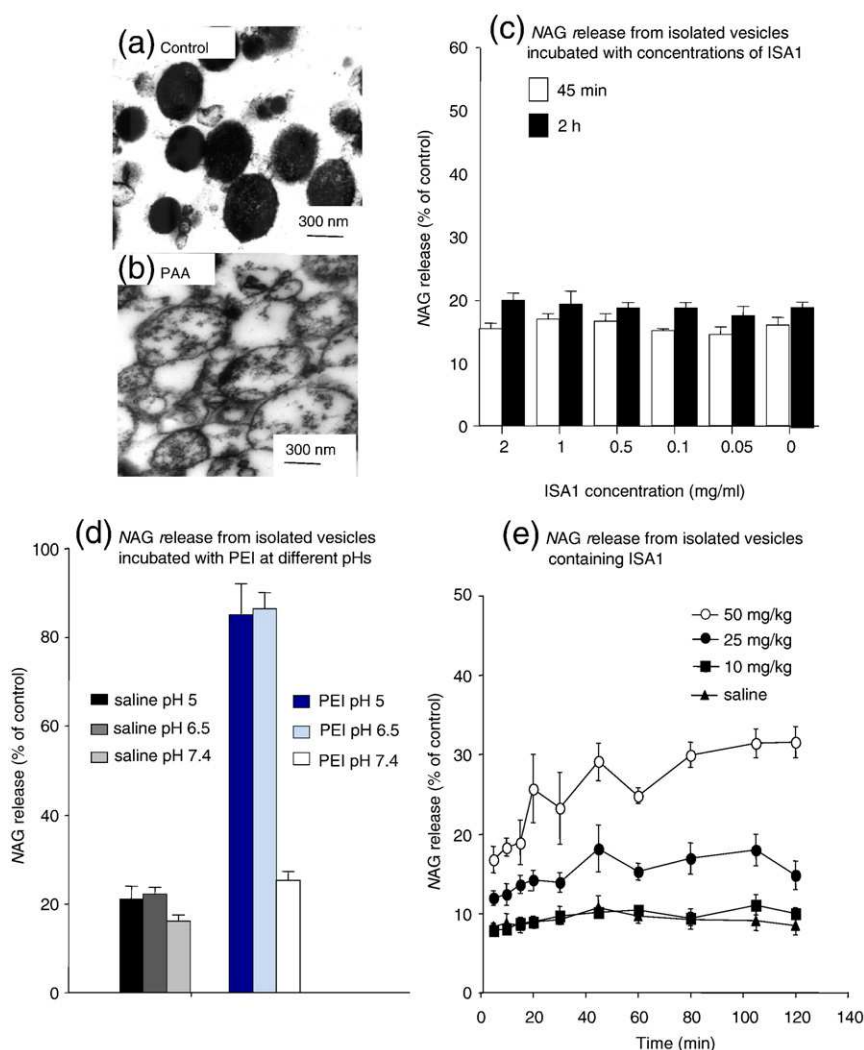 (a) Control
300 nm
(b) PAA
300 nm
(c) NAG release from isolated vesicles
incubated with concentrations of ISA1
45 min
2 h
NAG release (% of control)
60
50
40
30
20
10
0
2 1 0.5 0.1 0.05 0
ISA1 concentration (mg/ml)
(d) NAG release from isolated vesicles
incubated with PEI at different pHs
NAG release (% of control)
100
80
60
40
20
0
saline pH 5
saline pH 6.5
saline pH 7.4
PEI pH 5
PEI pH 6.5
PEI pH 7.4
(e) NAG release from isolated vesicles
containing ISA1
50 mg/kg
25 mg/kg
10 mg/kg
saline
NAG release (% of control)
50
40
30
20
10
0
0 20 40 60 80 100 120 140
Time (min)